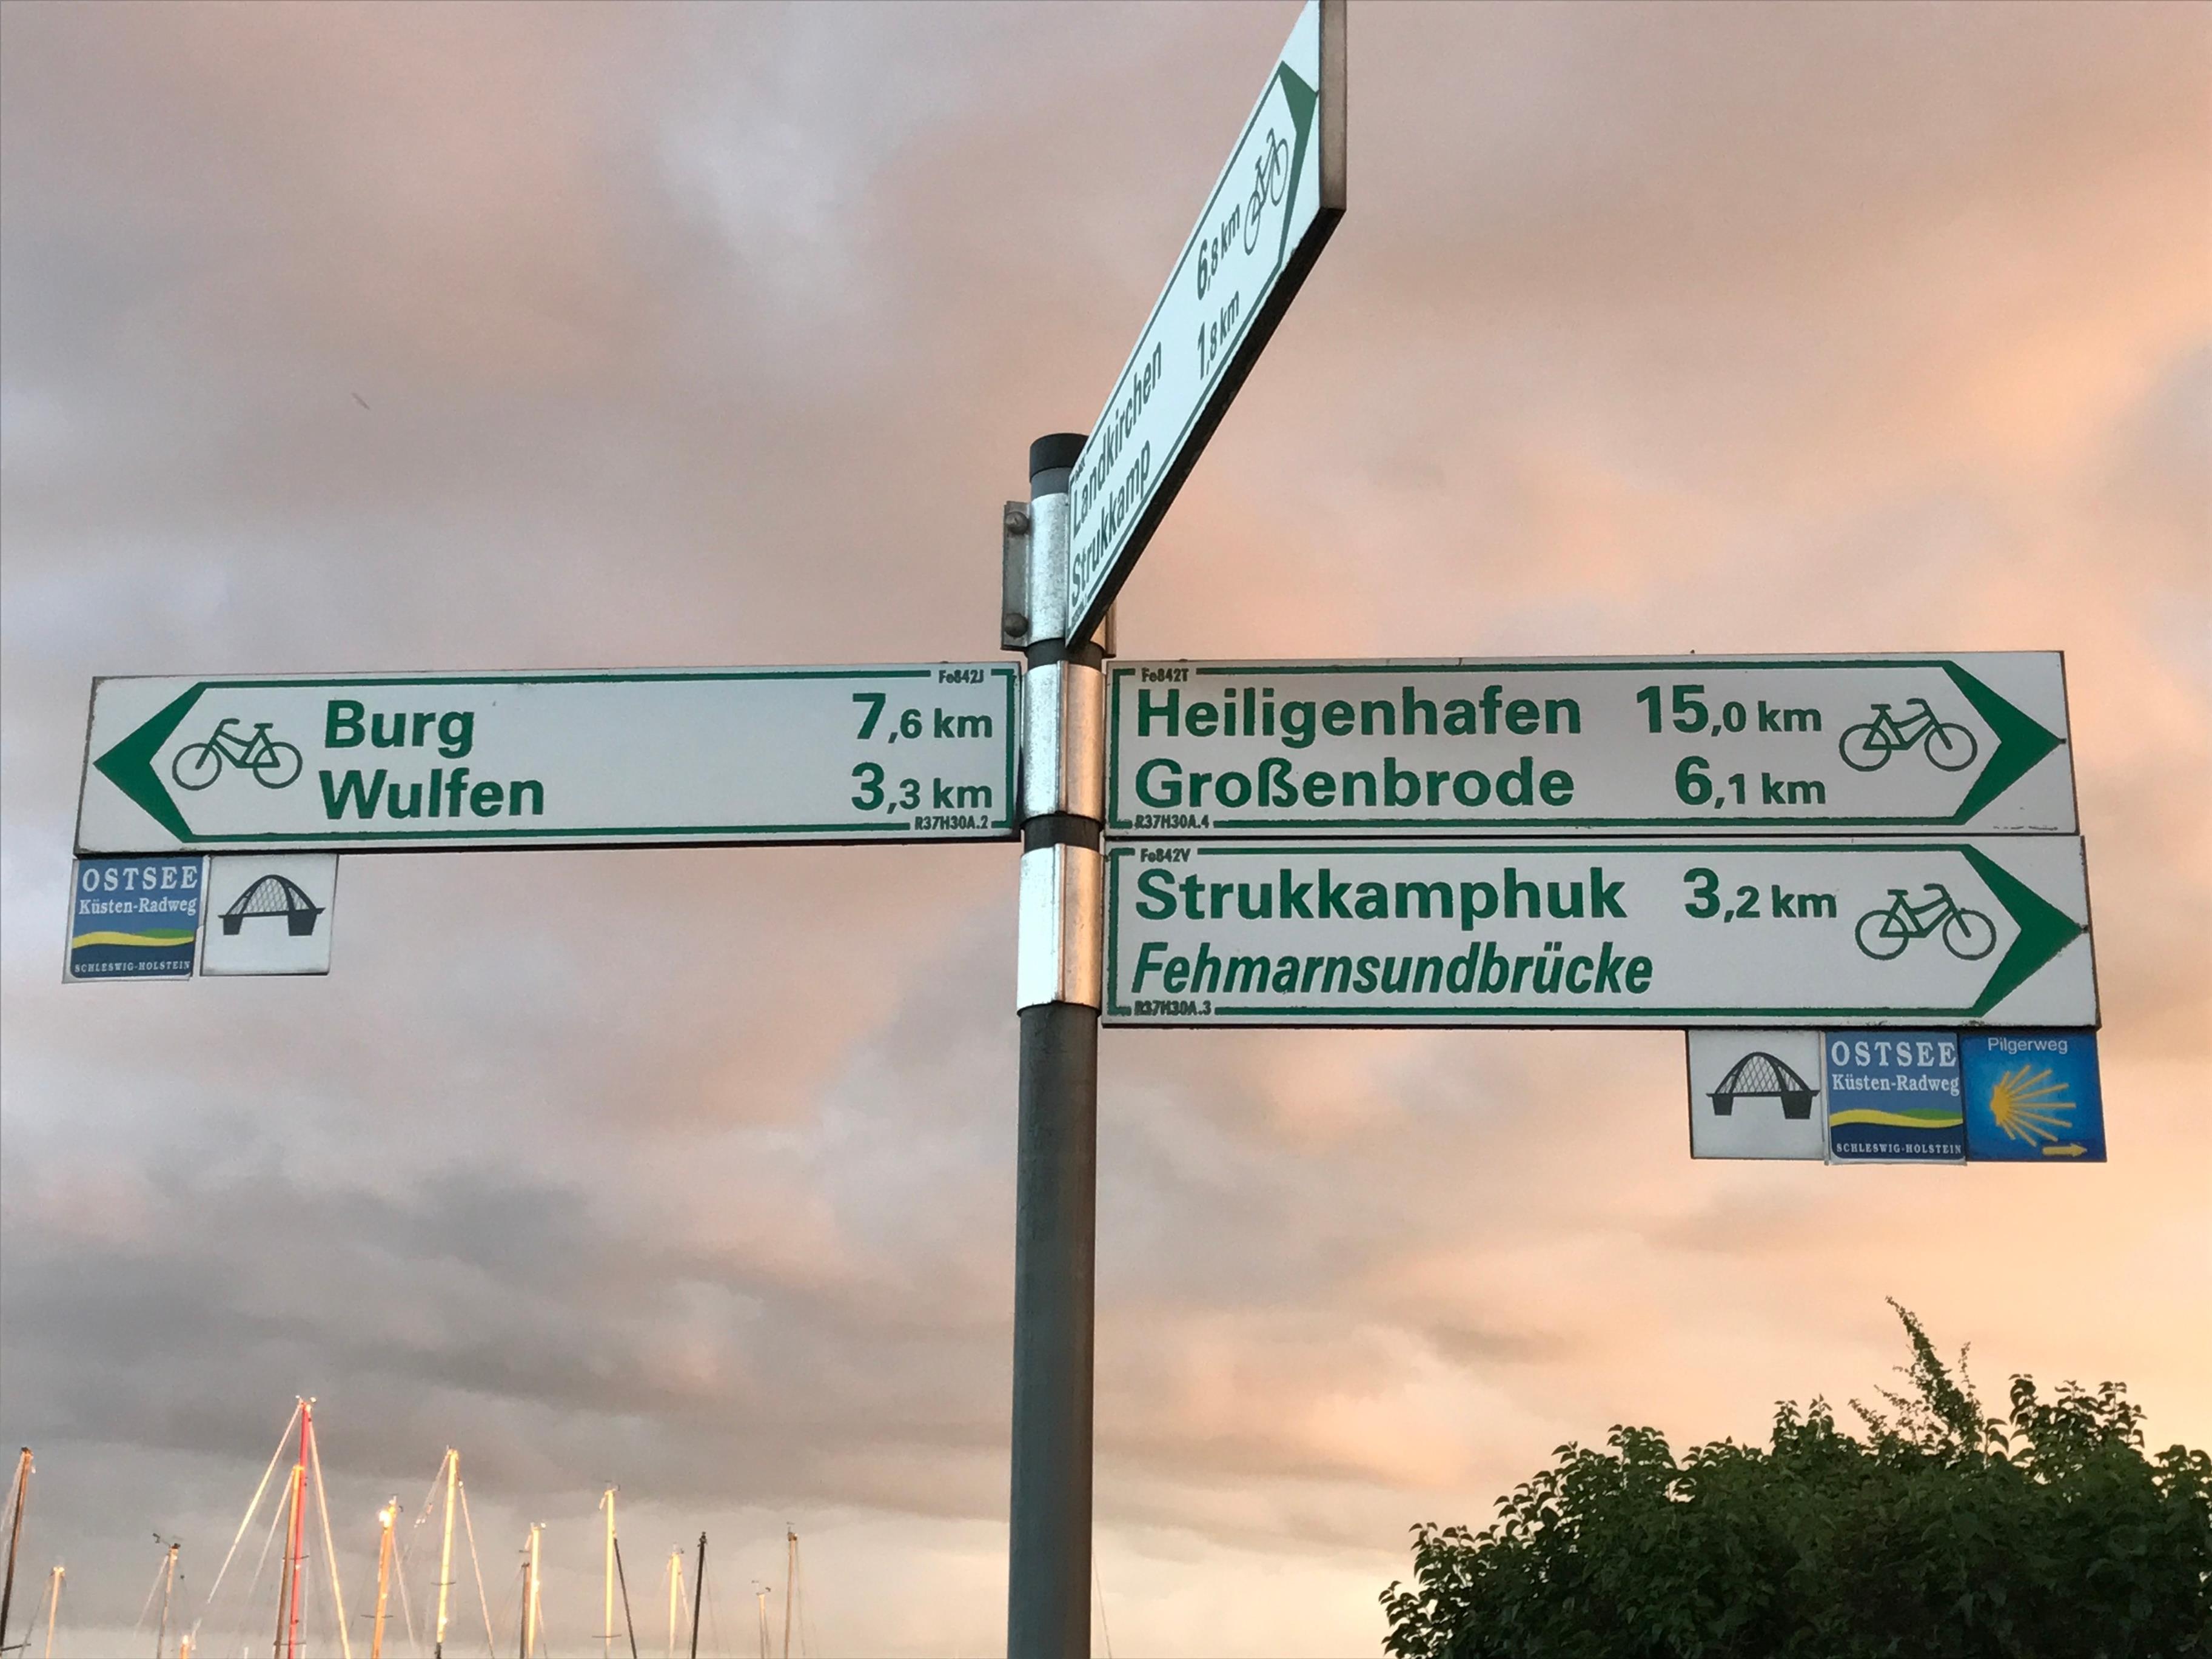 Landkirchen 6,8 km
Strukkamp 1,8 km
Fe842J
Burg 7,6 km
Wulfen 3,3 km
R37H30A.2
OSTSEE
Küsten-Radweg
SCHLESWIG-HOLSTEIN
Fe842T
Heiligenhafen 15,0 km
Großenbrode 6,1 km
R37H30A.4
Fe842V
Strukkamphuk 3,2 km
Fehmarnsundbrücke
R37H30A.3
OSTSEE
Küsten-Radweg
SCHLESWIG-HOLSTEIN
Pilgerweg